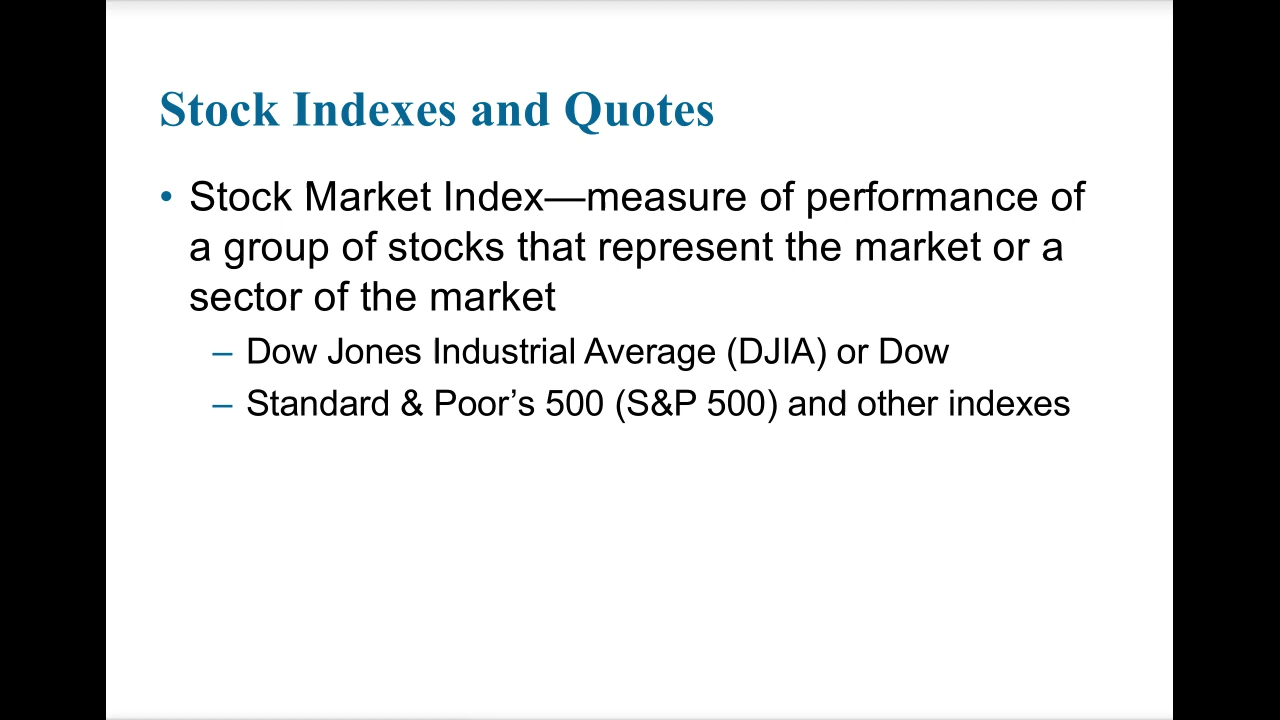 Stock Indexes and Quotes
• Stock Market Index—measure of performance of
a group of stocks that represent the market or a
sector of the market
– Dow Jones Industrial Average (DJIA) or Dow
– Standard & Poor’s 500 (S&P 500) and other indexes